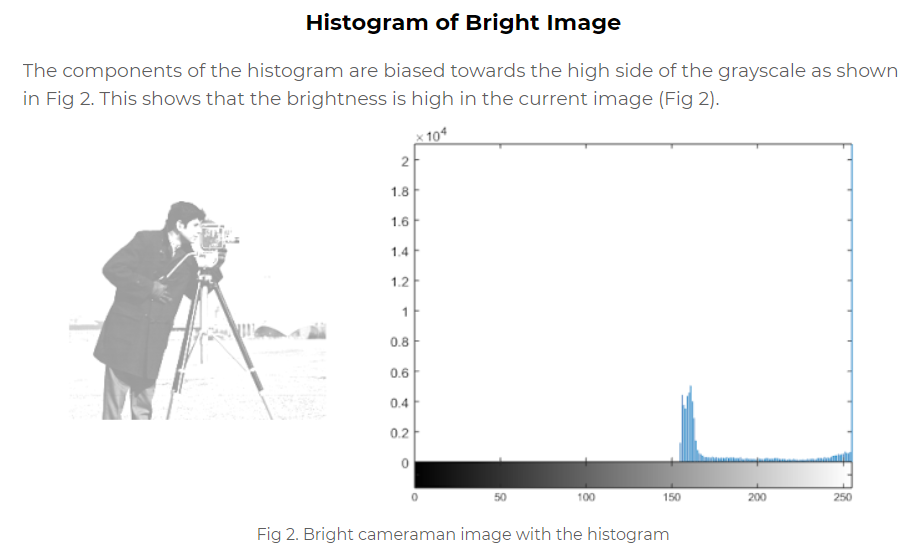 Histogram of Bright Image
The components of the histogram are biased towards the high side of the grayscale as shown
in Fig 2. This shows that the brightness is high in the current image (Fig 2).
× 10⁴
2
1.8
1.6
1.4
1.2
1
0.8
0.6
0.4
0.2
0
0 50 100 150 200 250
Fig 2. Bright cameraman image with the histogram